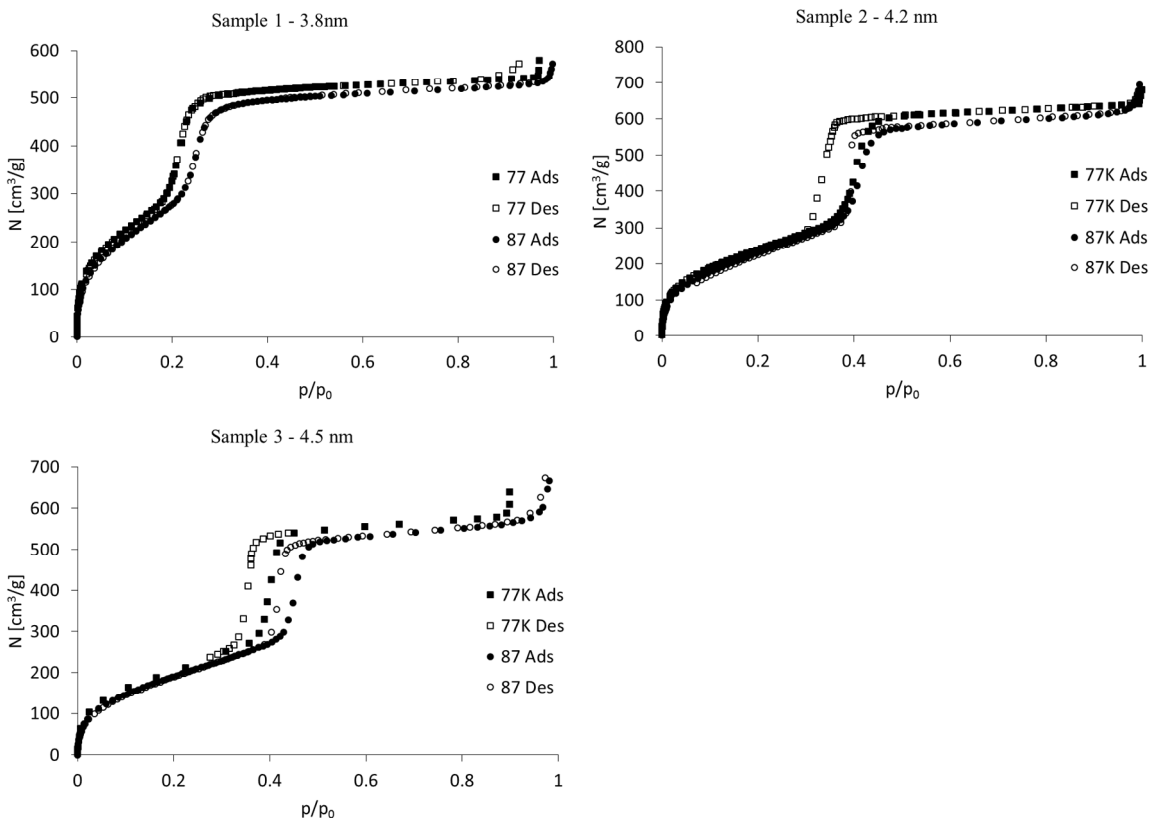 Sample 1 - 3.8nm
600
500
400
300
200
100
0
N [cm³/g]
77 Ads
77 Des
87 Ads
87 Des
0 0.2 0.4 0.6 0.8 1
p/p₀
Sample 2 - 4.2 nm
800
700
600
500
400
300
200
100
0
N [cm³/g]
77K Ads
77K Des
87K Ads
87K Des
0 0.2 0.4 0.6 0.8 1
p/p₀
Sample 3 - 4.5 nm
700
600
500
400
300
200
100
0
N [cm³/g]
77K Ads
77K Des
87 Ads
87 Des
0 0.2 0.4 0.6 0.8 1
p/p₀